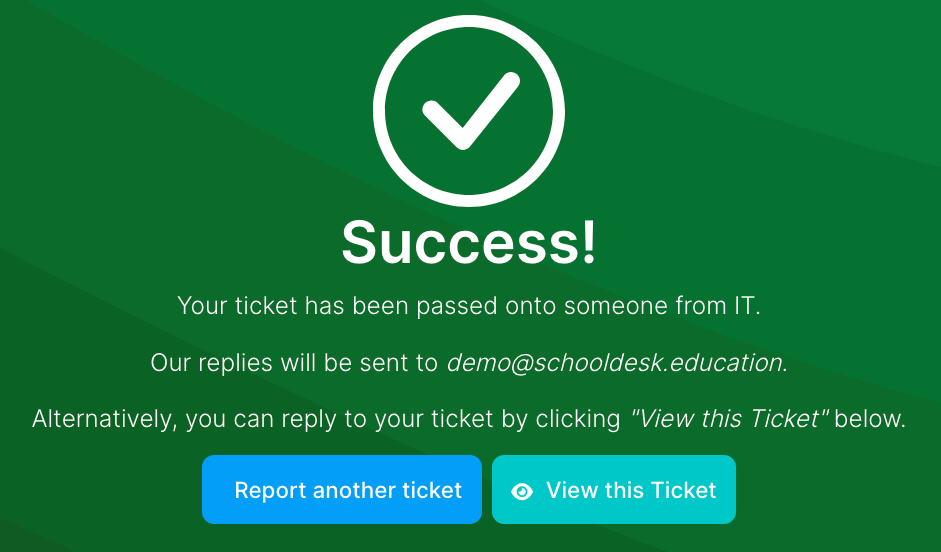 Success!
Your ticket has been passed onto someone from IT.
Our replies will be sent to demo@schooldesk.education.
Alternatively, you can reply to your ticket by clicking "View this Ticket" below.
Report another ticket
View this Ticket